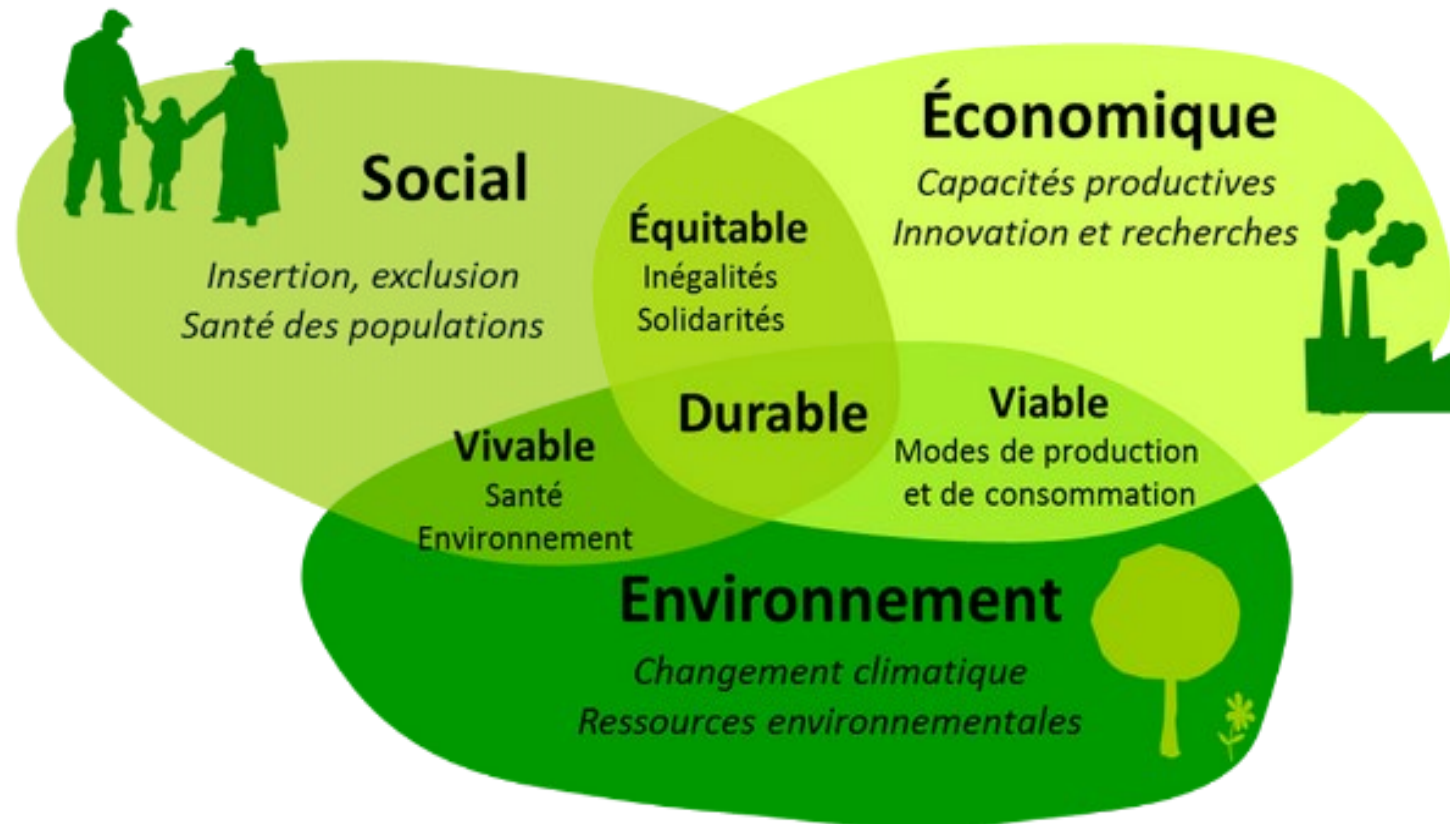 Social
Insertion, exclusion
Santé des populations
Économique
Capacités productives
Innovation et recherches
Équitable
Inégalités
Solidarités
Durable
Vivable
Santé
Environnement
Viable
Modes de production
et de consommation
Environnement
Changement climatique
Ressources environnementales